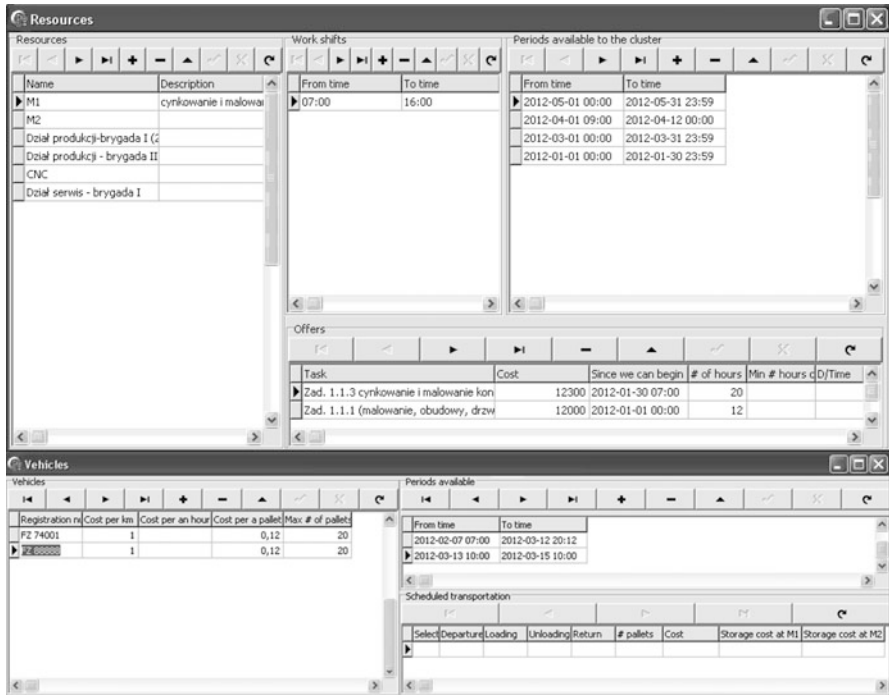 Resources
Resources
Work shifts
Periods available to the cluster
Name Description
M1 cynkowanie i malowa
M2
Dział produkcji-brygada I (2
Dział produkcji - brygada II
CNC
Dział serwis - brygada I
From time To time
07:00 16:00
From time To time
2012-05-01 00:00 2012-05-31 23:59
2012-04-01 09:00 2012-04-12 00:00
2012-03-01 00:00 2012-03-31 23:59
2012-01-01 00:00 2012-01-30 23:59
Offers
Task Cost Since we can begin # of hours Min # hours c D/Time
Zad. 1.1.3 cynkowanie i malowanie kon 12300 2012-01-30 07:00 20
Zad. 1.1.1 (malowanie, obudowy, drzw 12000 2012-01-01 00:00 12
Vehicles
Vehicles
Registration n Cost per km Cost per an hour Cost per a pallet Max # of pallets
FZ 74001 1 0,12 20
FZ 88888 1 0,12 20
Periods available
From time To time
2012-02-07 07:00 2012-03-12 20:12
2012-03-13 10:00 2012-03-15 10:00
Scheduled transportation
Select Departure Loading Unloading Return # pallets Cost Storage cost at M1 Storage cost at M2